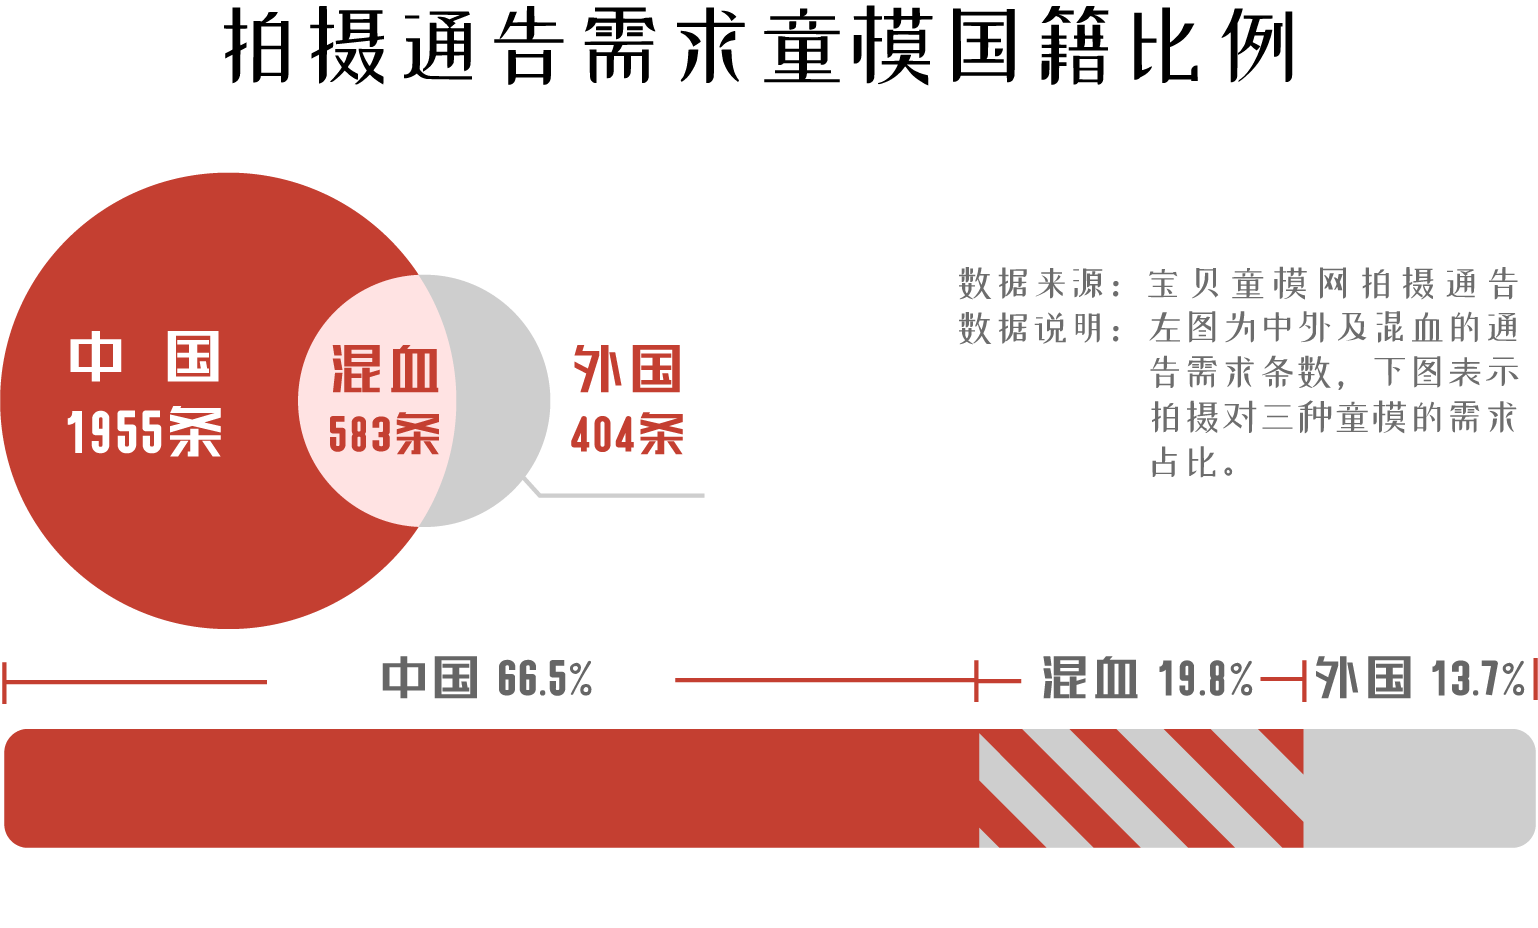 拍摄通告需求童模国籍比例
数据来源：宝贝童模网拍摄通告
数据说明：左图为中外及混血的通
告需求条数，下图表示
拍摄对三种童模的需求
占比。
中国
1955条
混血
583条
外国
404条
中国 66.5%
混血 19.8%
外国 13.7%